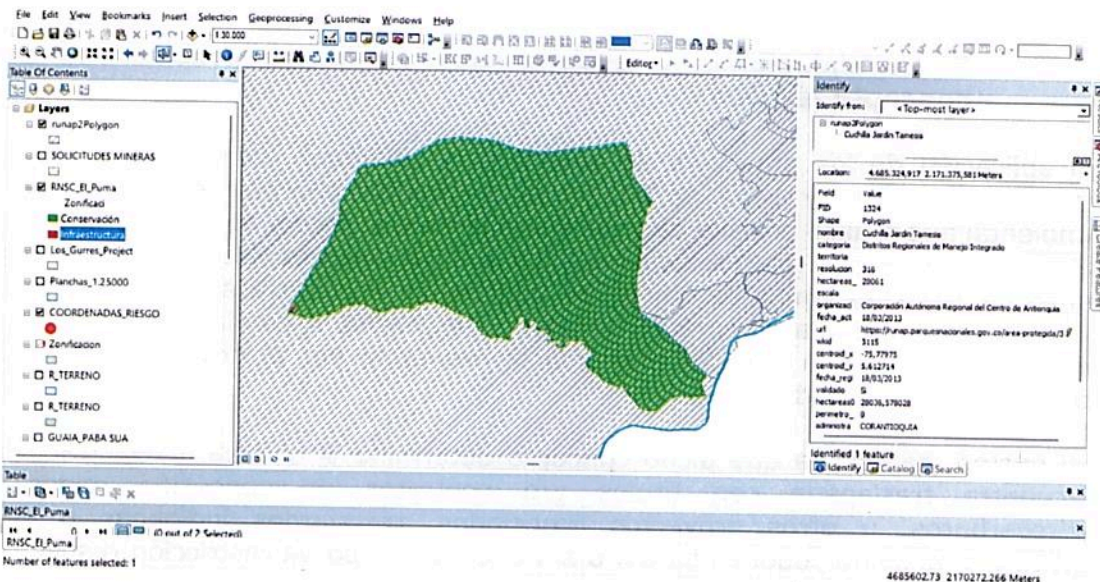 File Edit View Bookmarks Insert Selection Geoprocessing Customize Windows Help
1:30.000
Editor
Table Of Contents
Layers
runap2Polygon
SOLICITUDES MINERAS
RNSC_El_Puma
Zonificaci
Conservación
Infraestructura
Los_Gurres_Project
Planchas_1.25000
COORDENADAS_RIESGO
Zonificacion
R_TERRENO
R_TERRENO
GUAIA_PABA SUA
Identify
Identify from: <Top-most layer>
runap2Polygon
Cuchilla Jardín Tamesis
Location: 4.685.324,917 2.171.375,581 Meters
Field Value
FID 1324
Shape Polygon
nombre Cuchilla Jardín Tamesis
categoria Distritos Regionales de Manejo Integrado
territoria
resolucion 316
hectareas_ 28061
escala
organizaci Corporación Autónoma Regional del Centro de Antioquia
fecha_act 18/03/2013
url https://runap.parquesnacionales.gov.co/area-protegida/3
3115
centroid_x -75,77975
centroid_y 5,612714
fecha_regi 18/03/2013
validado Si
hectareas0 28036,578028
perimetro_ 0
administra CORANTIOQUIA
Identified 1 feature
Identify Catalog Search
Table
RNSC_El_Puma
0 (0 out of 2 Selected)
RNSC_El_Puma
Number of features selected: 1
4685602,73 2170272,266 Meters